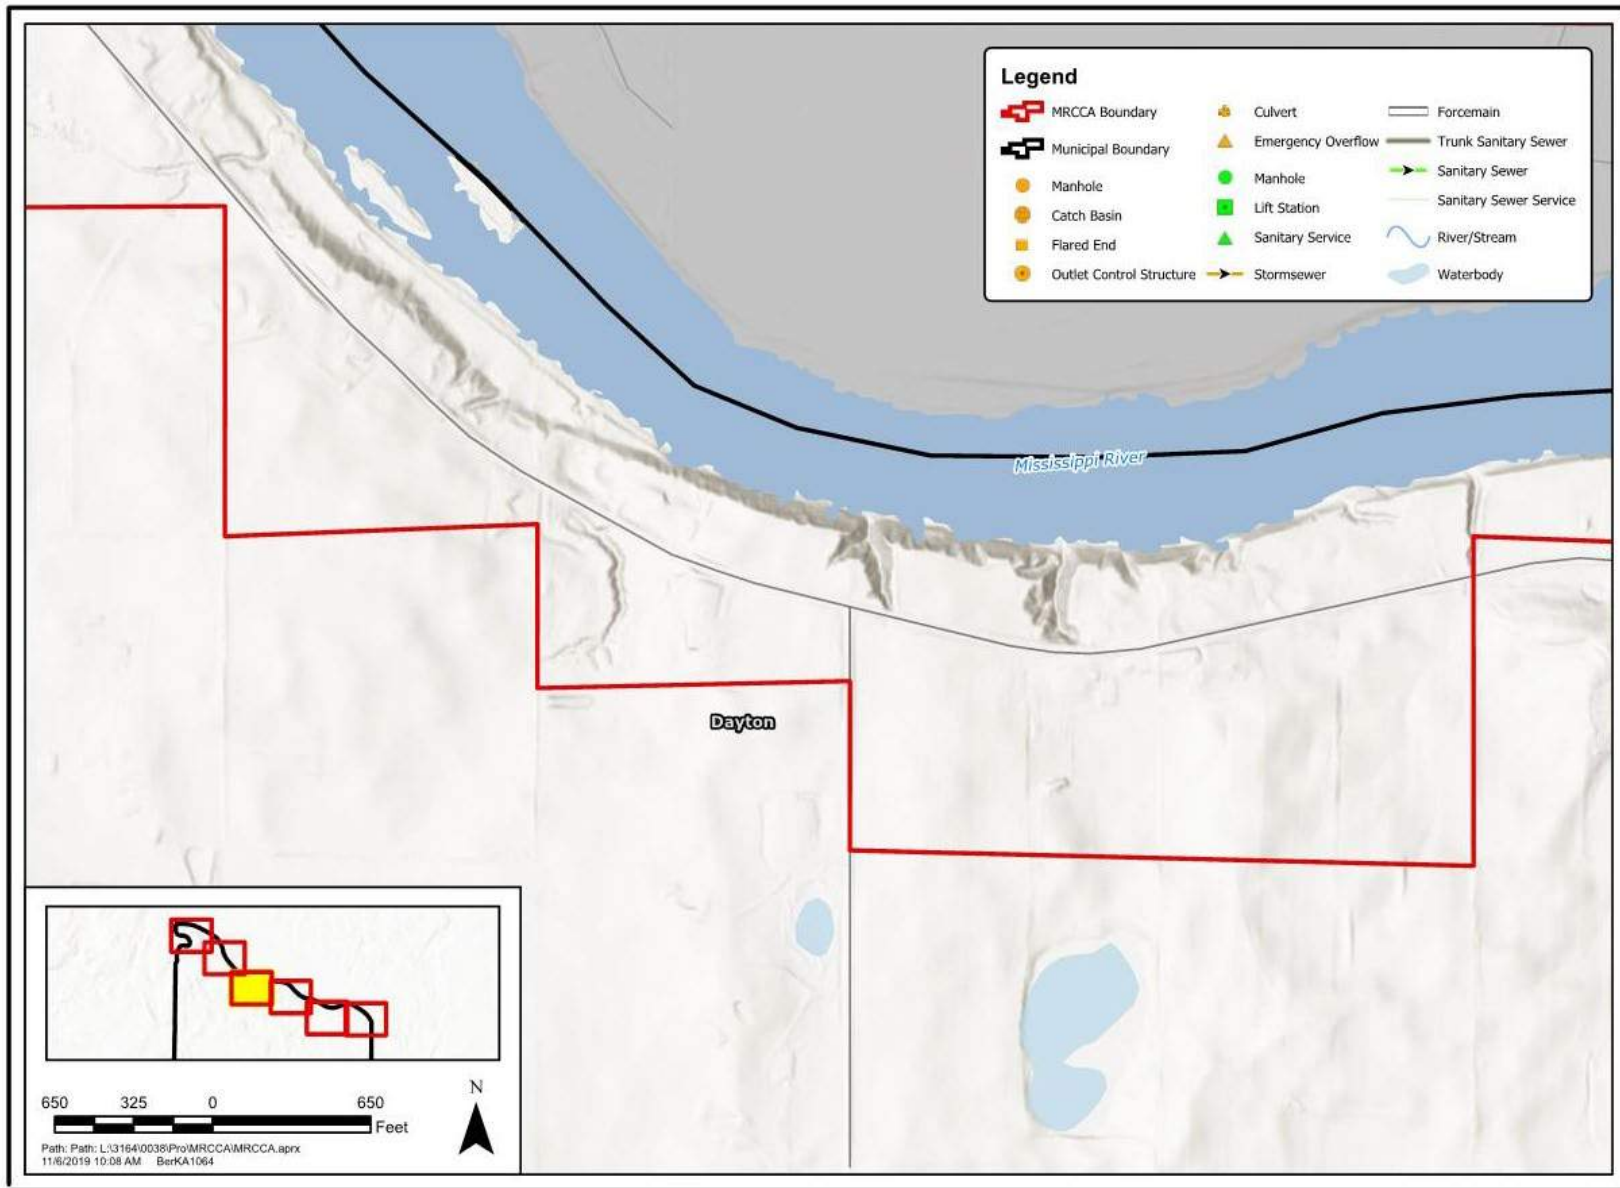 Legend
MRCCA Boundary
Municipal Boundary
Manhole
Catch Basin
Flared End
Outlet Control Structure
Culvert
Emergency Overflow
Manhole
Lift Station
Sanitary Service
Stormsewer
Forcemain
Trunk Sanitary Sewer
Sanitary Sewer
Sanitary Sewer Service
River/Stream
Waterbody
Mississippi River
Dayton
650 325 0 650
Feet
N
Path: Path: L:\3164\0038\Pro\MRCCA\MRCCA.aprx
11/6/2019 10:08 AM BerKA1064